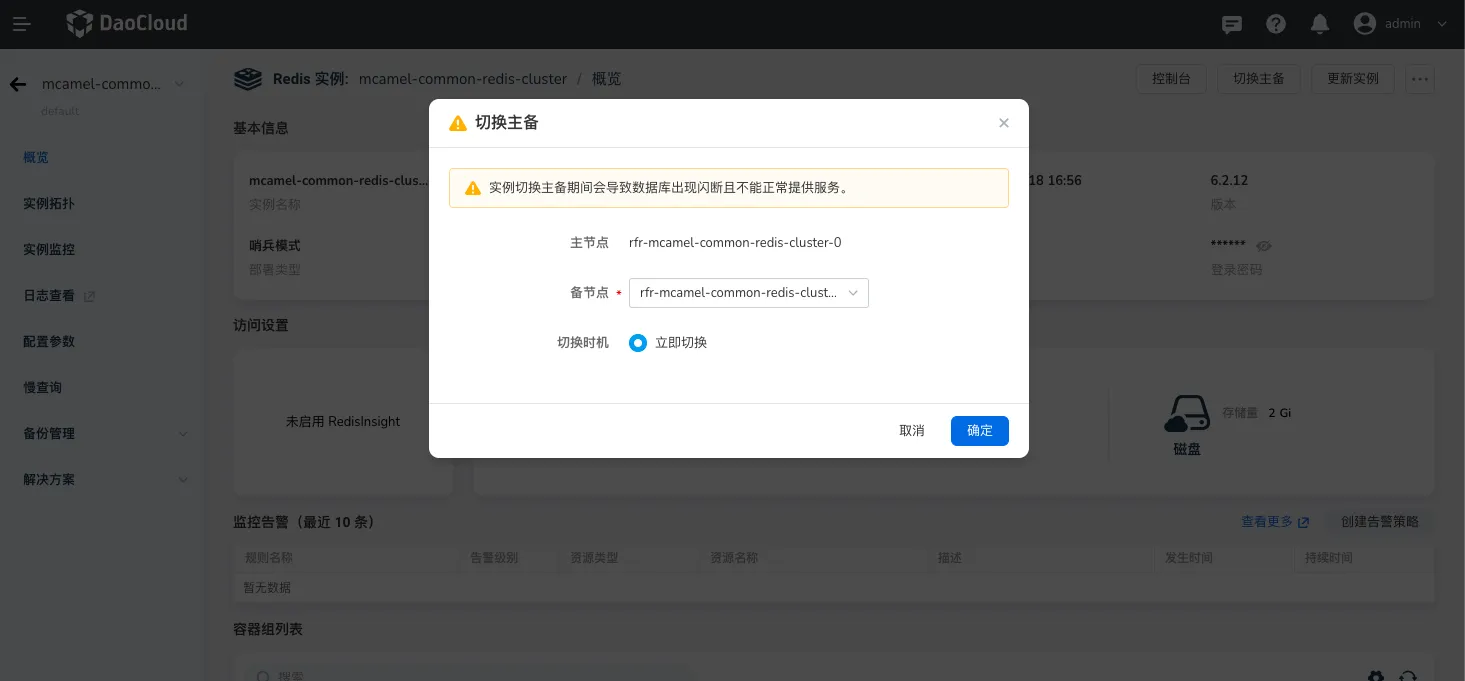 DaoCloud
admin
mcamel-commo...
default
Redis 实例: mcamel-common-redis-cluster / 概览
控制台
切换主备
更新实例
概览
实例拓扑
实例监控
日志查看
配置参数
慢查询
备份管理
解决方案
基本信息
mcamel-common-redis-clus...
实例名称
哨兵模式
部署类型
18 16:56
6.2.12
版本
******
登录密码
切换主备
实例切换主备期间会导致数据库出现闪断且不能正常提供服务。
主节点 rfr-mcamel-common-redis-cluster-0
备节点 * rfr-mcamel-common-redis-clust...
切换时机 立即切换
取消
确定
访问设置
未启用 RedisInsight
存储量 2 Gi
磁盘
监控告警（最近 10 条）
查看更多
创建告警策略
规则名称 告警级别 资源类型 资源名称 描述 发生时间 持续时间
暂无数据
容器组列表
搜索